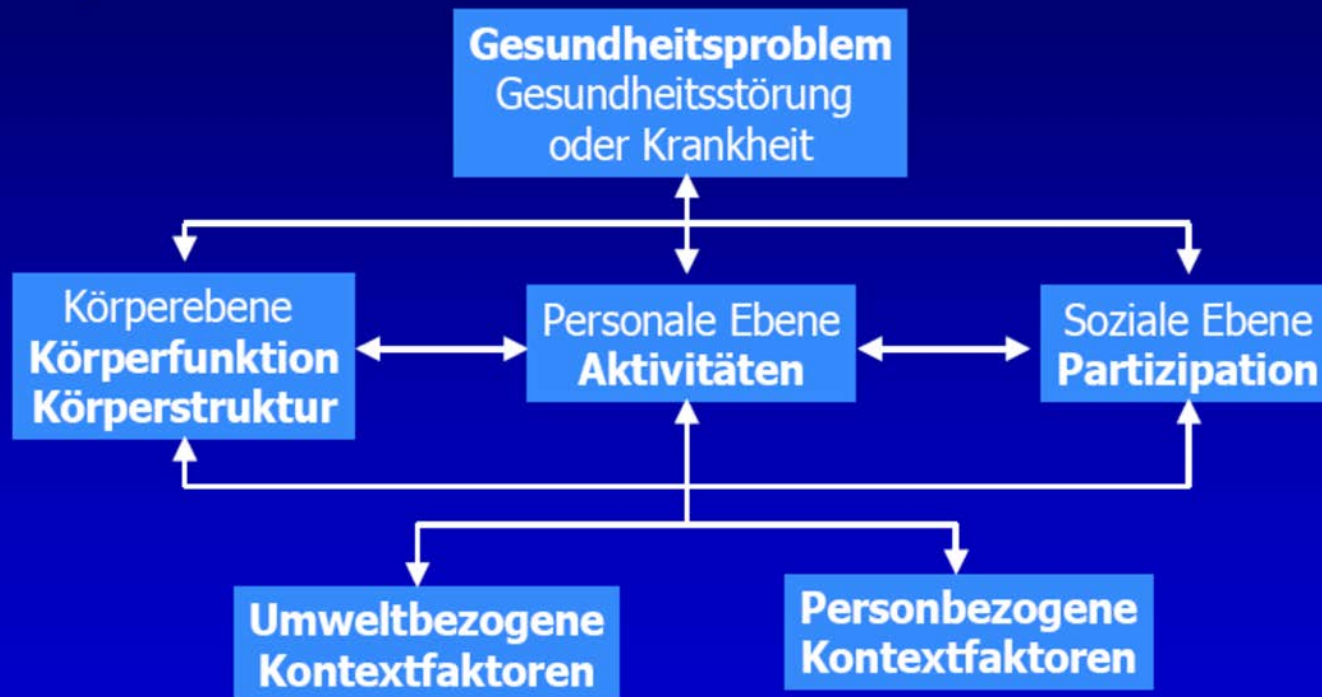 Gesundheitsproblem
Gesundheitsstörung
oder Krankheit
Körperebene
Körperfunktion
Körperstruktur
Personale Ebene
Aktivitäten
Soziale Ebene
Partizipation
Umweltbezogene
Kontextfaktoren
Personbezogene
Kontextfaktoren